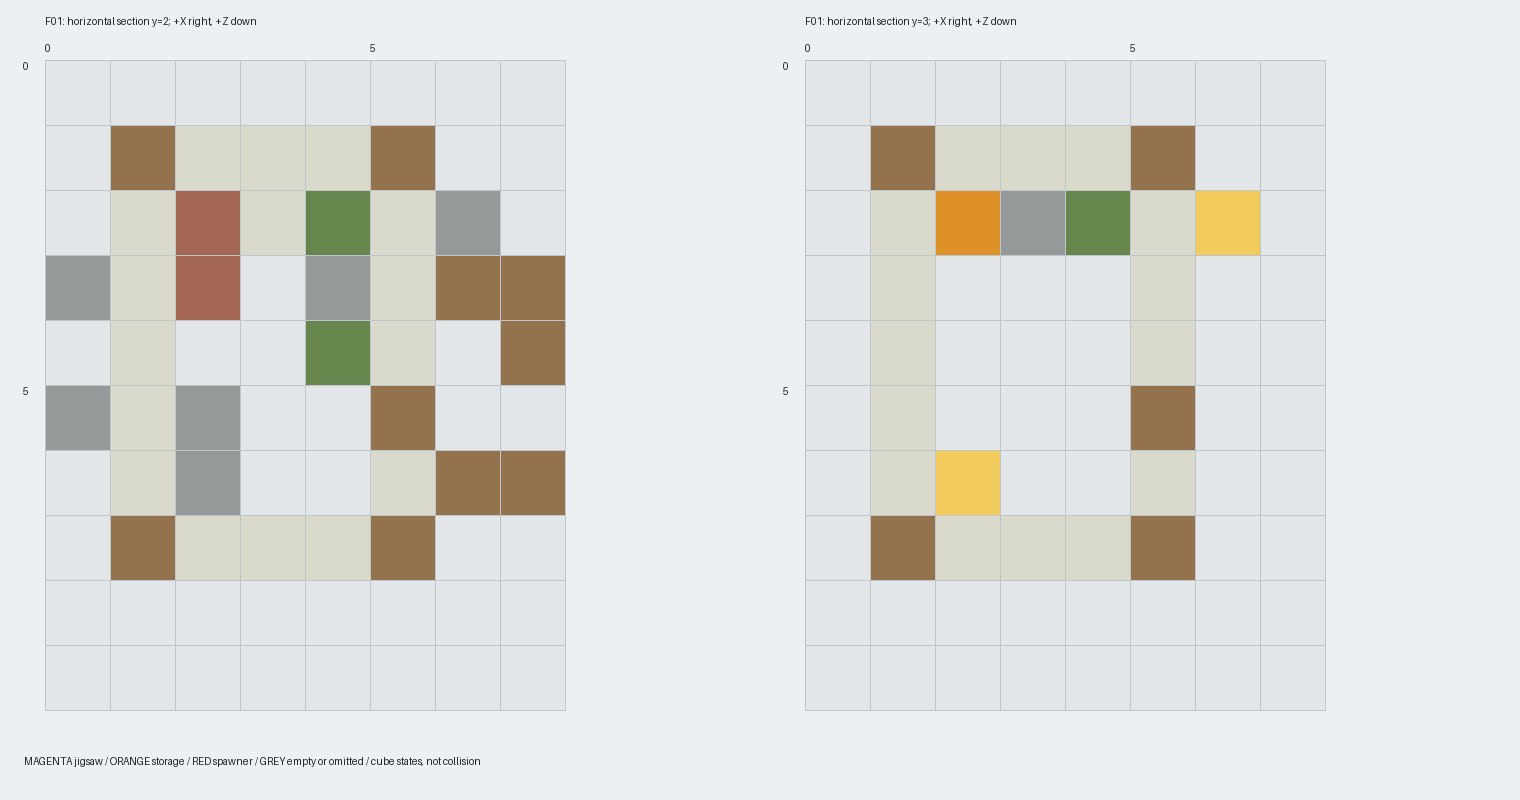 F01: horizontal section y=2; +X right, +Z down
F01: horizontal section y=3; +X right, +Z down
0 5
0 5
0
0
5
5
MAGENTA jigsaw / ORANGE storage / RED spawner / GREY empty or omitted / cube states, not collision